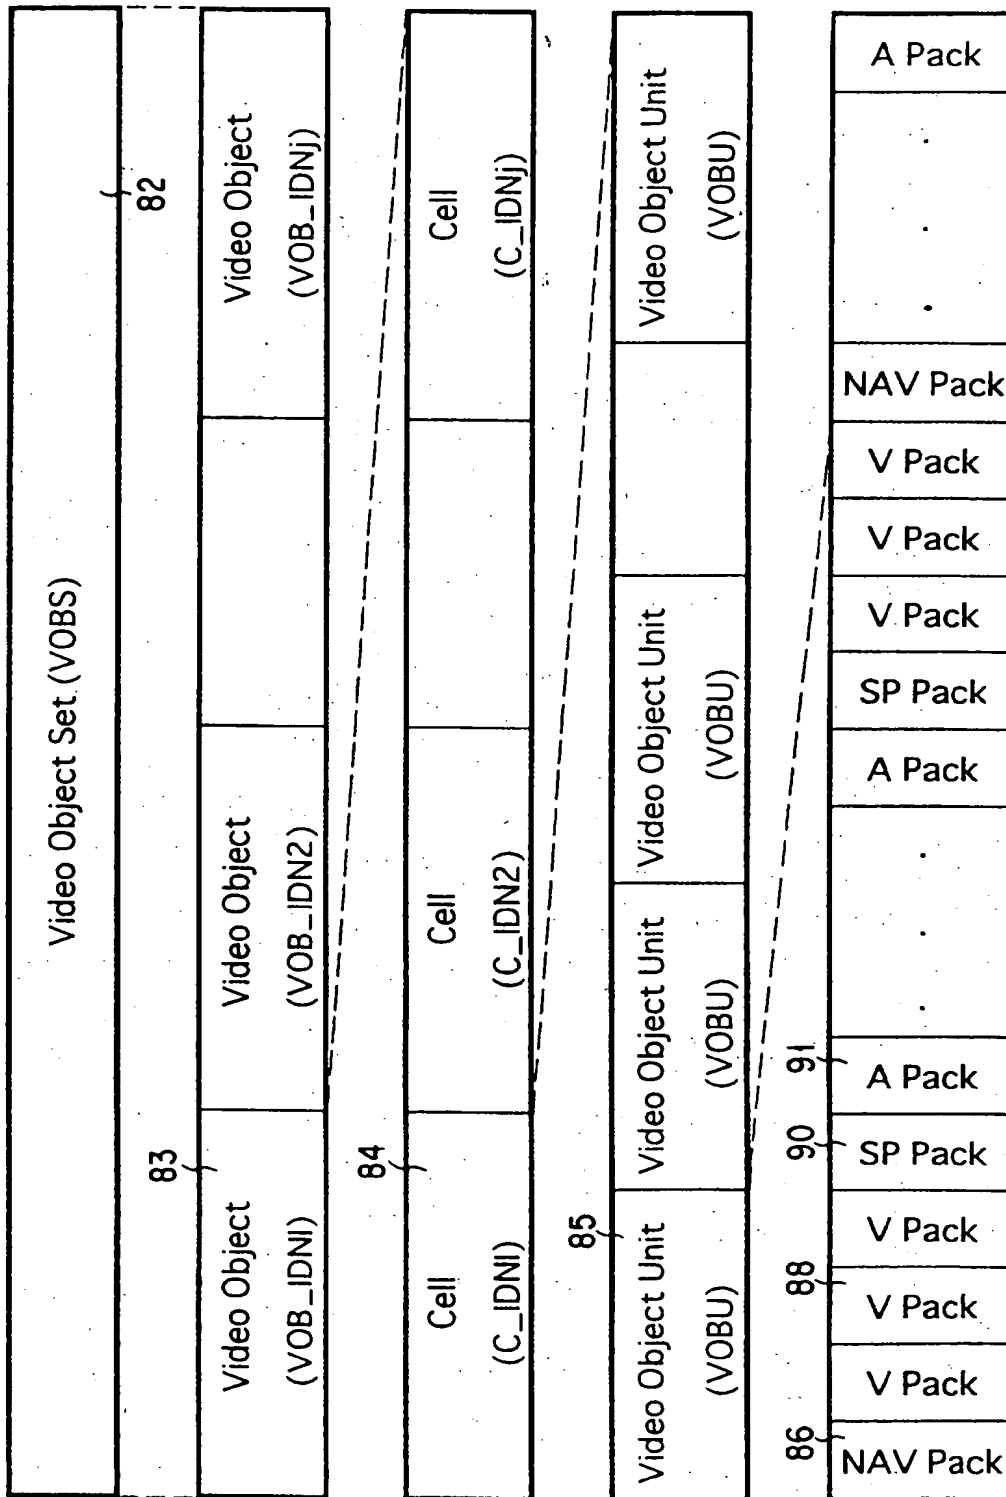 Video Object Set (VOBS)
82
83
Video Object
(VOB_IDN1)
Video Object
(VOB_IDN2)
Video Object
(VOB_IDNj)
84
Cell
(C_IDN1)
Cell
(C_IDN2)
Cell
(C_IDNj)
85
Video Object Unit
(VOBU)
Video Object Unit
(VOBU)
Video Object Unit
(VOBU)
Video Object Unit
(VOBU)
86
88
90
91
NAV Pack
V Pack
V Pack
V Pack
SP Pack
A Pack
A Pack
SP Pack
V Pack
V Pack
V Pack
NAV Pack
A Pack